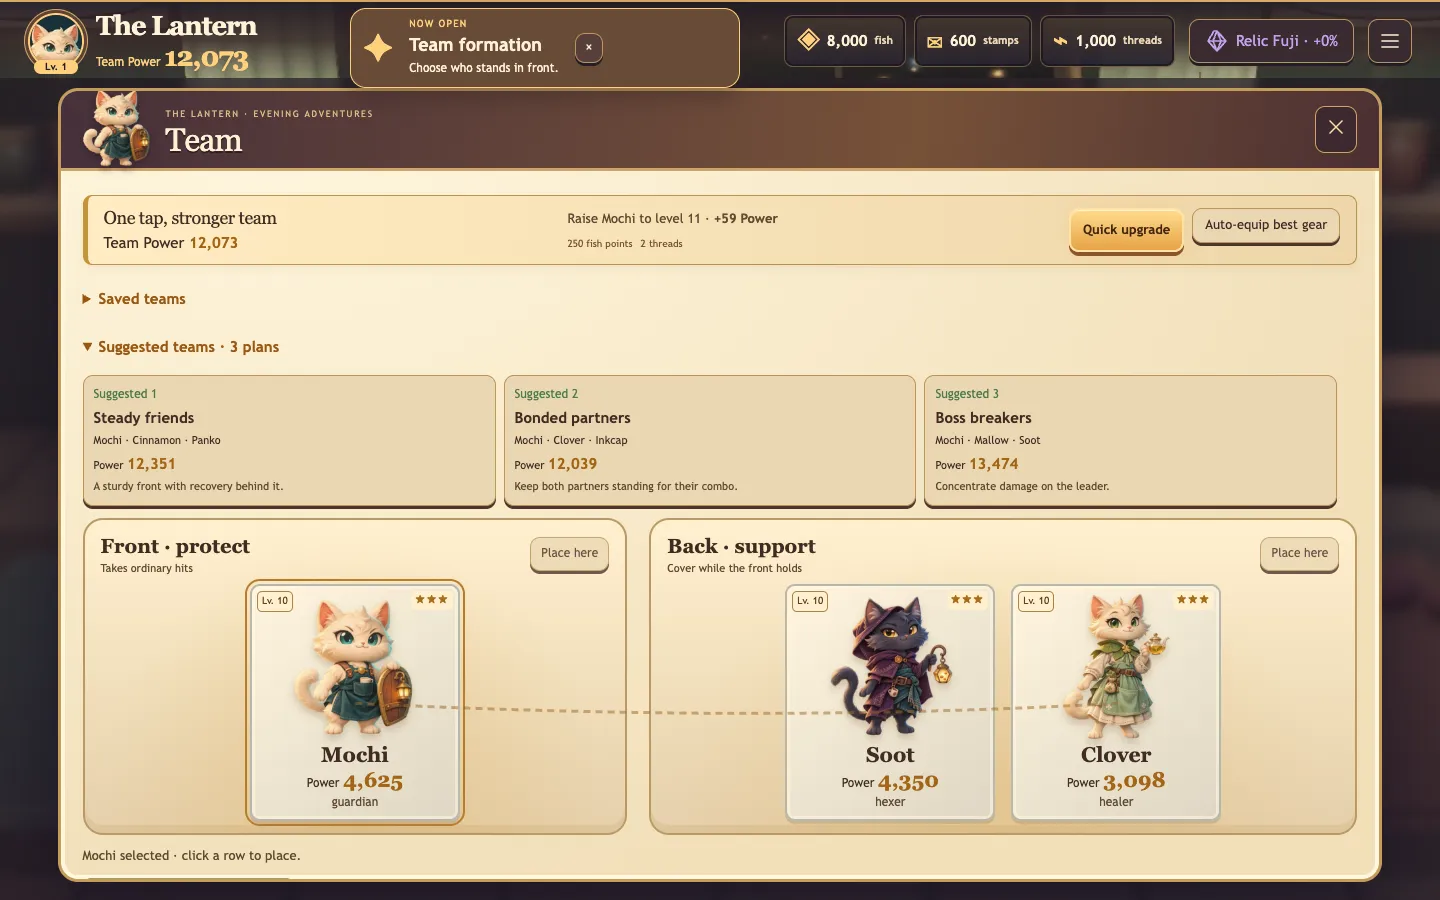 The Lantern
Lv. 1
Team Power 12,073
NOW OPEN
Team formation
Choose who stands in front.
×
8,000 fish
600 stamps
1,000 threads
Relic Fuji · +0%
THE LANTERN · EVENING ADVENTURES
Team
One tap, stronger team
Team Power 12,073
Raise Mochi to level 11 · +59 Power
250 fish points 2 threads
Quick upgrade
Auto-equip best gear
Saved teams
Suggested teams · 3 plans
Suggested 1
Steady friends
Mochi · Cinnamon · Panko
Power 12,351
A sturdy front with recovery behind it.
Suggested 2
Bonded partners
Mochi · Clover · Inkcap
Power 12,039
Keep both partners standing for their combo.
Suggested 3
Boss breakers
Mochi · Mallow · Soot
Power 13,474
Concentrate damage on the leader.
Front · protect
Takes ordinary hits
Place here
Lv. 10
Mochi
Power 4,625
guardian
Back · support
Cover while the front holds
Place here
Lv. 10
Soot
Power 4,350
hexer
Lv. 10
Clover
Power 3,098
healer
Mochi selected · click a row to place.